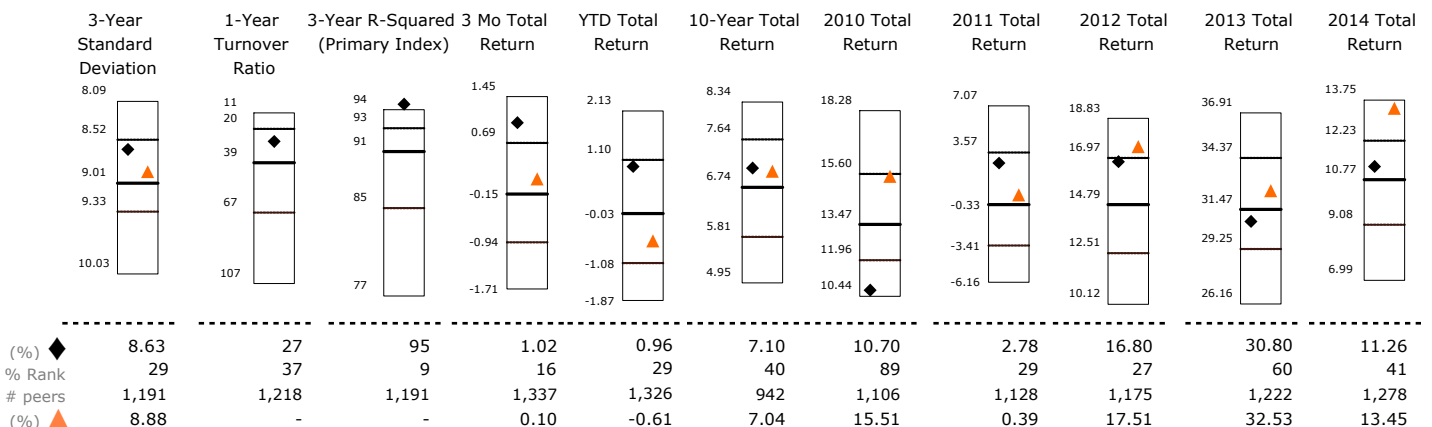 3-Year 1-Year 3-Year R-Squared 3 Mo Total YTD Total 10-Year Total 2010 Total 2011 Total 2012 Total 2013 Total 2014 Total
Standard Turnover (Primary Index) Return Return Return Return Return Return Return Return
Deviation Ratio
8.09 11 94 1.45 2.13 8.34 18.28 7.07 18.83 36.91 13.75
8.52 20 93 0.69 1.10 7.64 15.60 3.57 16.97 34.37 12.23
9.01 39 91 -0.15 -0.03 6.74 13.47 -0.33 14.79 31.47 10.77
9.33 67 85 -0.94 -1.08 5.81 11.96 -3.41 12.51 29.25 9.08
10.03 107 77 -1.71 -1.87 4.95 10.44 -6.16 10.12 26.16 6.99
(%) 8.63 27 95 1.02 0.96 7.10 10.70 2.78 16.80 30.80 11.26
% Rank 29 37 9 16 29 40 89 29 27 60 41
# peers 1,191 1,218 1,191 1,337 1,326 942 1,106 1,128 1,175 1,222 1,278
(%) 8.88 - - 0.10 -0.61 7.04 15.51 0.39 17.51 32.53 13.45